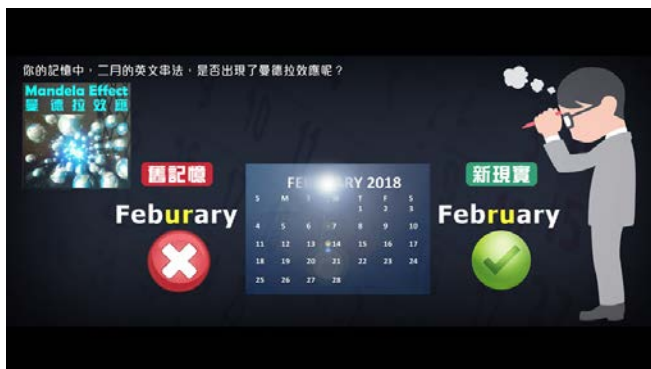 你的記憶中，二月的英文串法，是否出現了曼德拉效應呢？
Mandela Effect
曼德拉效應
舊記憶
Feburary
FE RY 2018
S M T F S
1 2 3
4 5 6 7 8 9 10
11 12 13 14 15 16 17
18 19 20 21 22 23 24
25 26 27 28
新現實
February